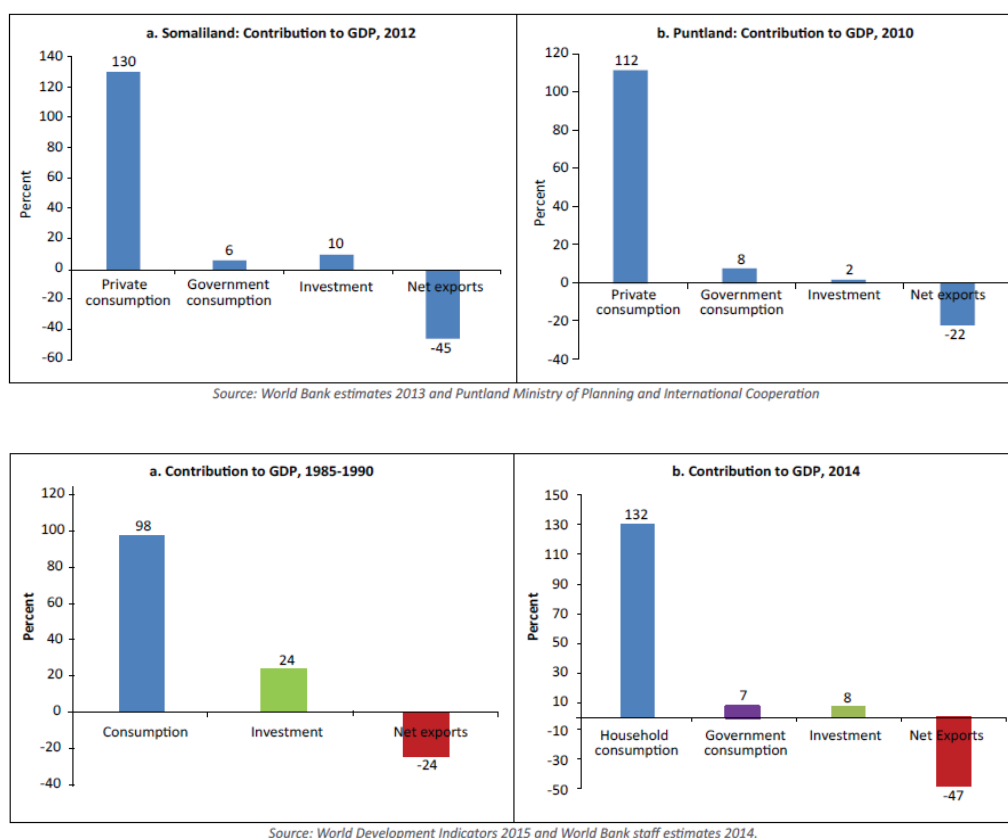 a. Somaliland: Contribution to GDP, 2012
140
120
100
80
60
40
20
0
-20
-40
-60
Percent
130
6
10
-45
Private consumption
Government consumption
Investment
Net exports
b. Puntland: Contribution to GDP, 2010
120
100
80
60
40
20
0
-20
-40
Percent
112
8
2
-22
Private consumption
Government consumption
Investment
Net exports
Source: World Bank estimates 2013 and Puntland Ministry of Planning and International Cooperation
a. Contribution to GDP, 1985-1990
120
100
80
60
40
20
0
-20
-40
Percent
98
24
-24
Consumption
Investment
Net exports
b. Contribution to GDP, 2014
150
130
110
90
70
50
30
10
-10
-30
-50
Percent
132
7
8
-47
Household consumption
Government consumption
Investment
Net Exports
Source: World Development Indicators 2015 and World Bank staff estimates 2014.